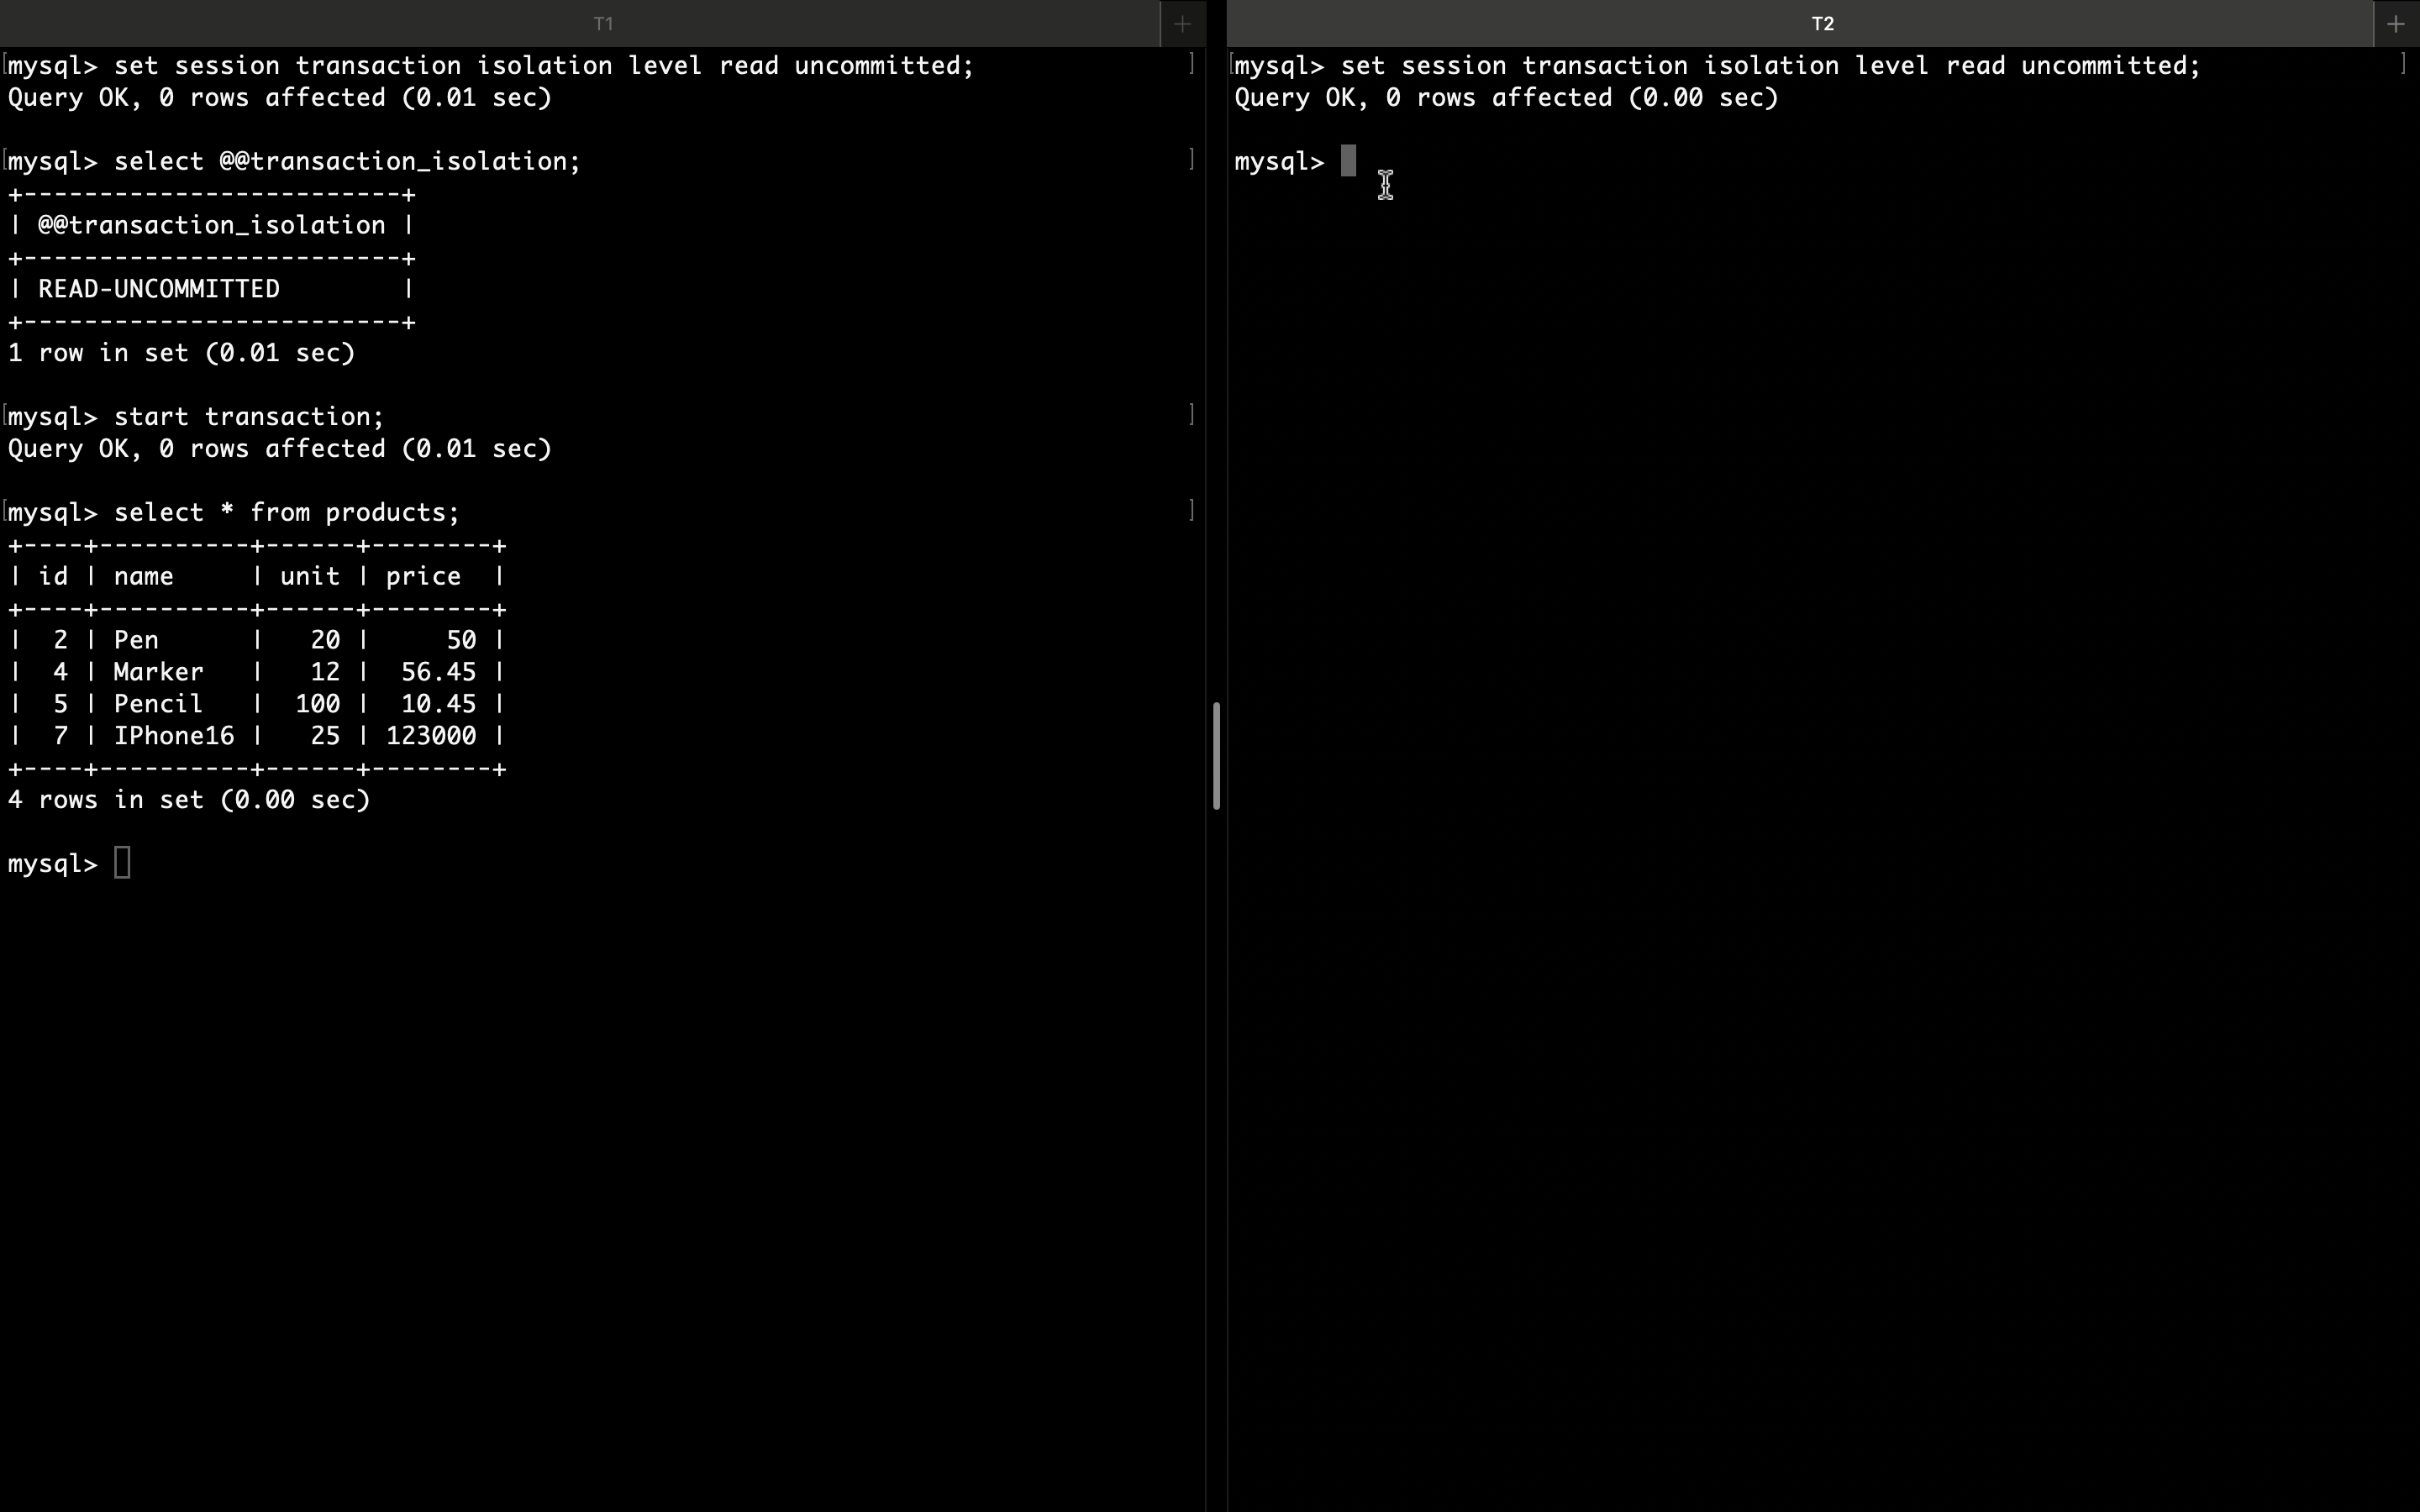 T1
mysql> set session transaction isolation level read uncommitted;
Query OK, 0 rows affected (0.01 sec)
mysql> select @@transaction_isolation;
+-------------------------+
| @@transaction_isolation |
+-------------------------+
| READ-UNCOMMITTED        |
+-------------------------+
1 row in set (0.01 sec)
mysql> start transaction;
Query OK, 0 rows affected (0.01 sec)
mysql> select * from products;
+----+----------+------+--------+
| id | name     | unit | price  |
+----+----------+------+--------+
|  2 | Pen      |   20 |     50 |
|  4 | Marker   |   12 |  56.45 |
|  5 | Pencil   |  100 |  10.45 |
|  7 | IPhone16 |   25 | 123000 |
+----+----------+------+--------+
4 rows in set (0.00 sec)
mysql>
T2
mysql> set session transaction isolation level read uncommitted;
Query OK, 0 rows affected (0.00 sec)
mysql>